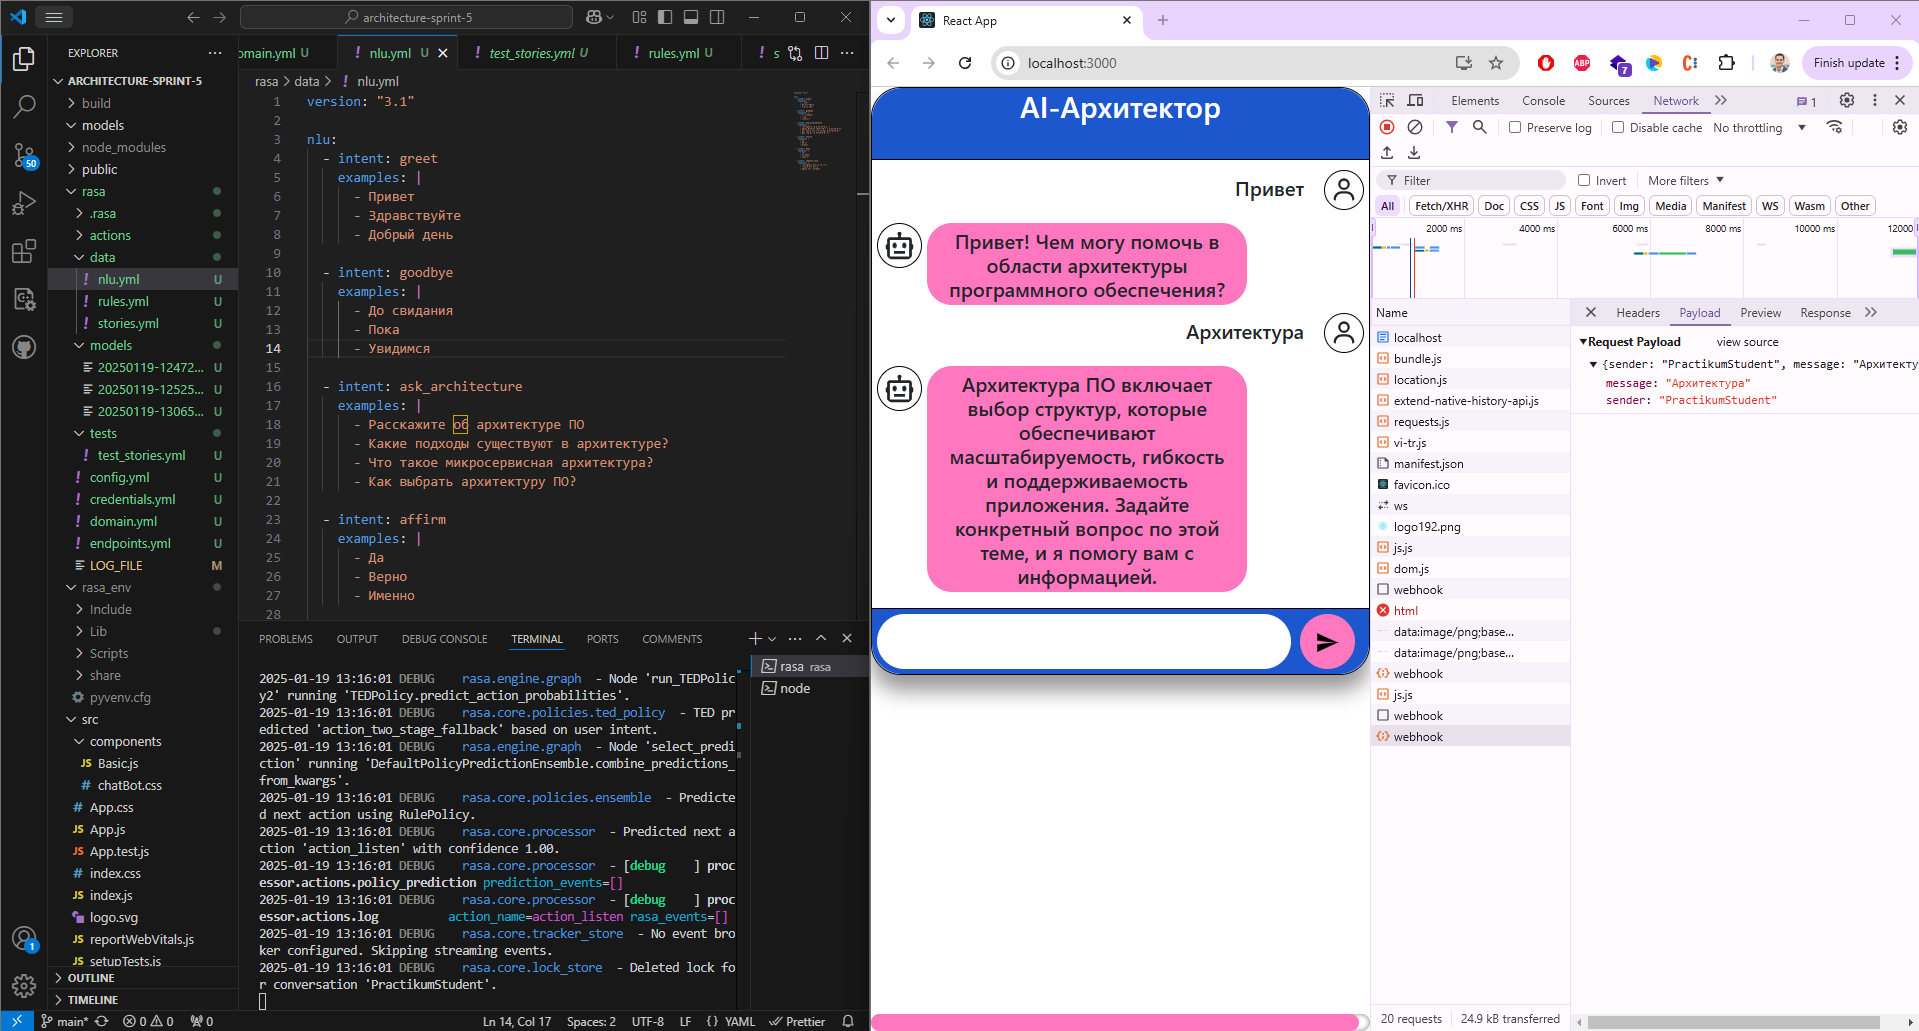 architecture-sprint-5
React App
localhost:3000
Finish update
EXPLORER
ARCHITECTURE-SPRINT-5
build
models
node_modules
public
rasa
.rasa
actions
data
nlu.yml U
rules.yml U
stories.yml U
models
20250119-12472...
20250119-12525...
20250119-13065...
tests
test_stories.yml U
config.yml U
credentials.yml U
domain.yml U
endpoints.yml U
LOG_FILE M
rasa_env
Include
Lib
Scripts
share
pyvenv.cfg
src
components
Basic.js
chatBot.css
App.css
App.js
App.test.js
index.css
index.js
logo.svg
reportWebVitals.js
setupTests.js
OUTLINE
TIMELINE
50
1
omain.yml U
nlu.yml U
test_stories.yml U
rules.yml U
s
rasa > data > ! nlu.yml
1 version: "3.1"
2
3 nlu:
4 - intent: greet
5 examples: |
6 - Привет
7 - Здравствуйте
8 - Добрый день
9
10 - intent: goodbye
11 examples: |
12 - До свидания
13 - Пока
14 - Увидимся
15
16 - intent: ask_architecture
17 examples: |
18 - Расскажите об архитектуре ПО
19 - Какие подходы существуют в архитектуре?
20 - Что такое микросервисная архитектура?
21 - Как выбрать архитектуру ПО?
22
23 - intent: affirm
24 examples: |
25 - Да
26 - Верно
27 - Именно
28
PROBLEMS OUTPUT DEBUG CONSOLE TERMINAL PORTS COMMENTS
rasa rasa
node
2025-01-19 13:16:01 DEBUG rasa.engine.graph - Node 'run_TEDPolic
y2' running 'TEDPolicy.predict_action_probabilities'.
2025-01-19 13:16:01 DEBUG rasa.core.policies.ted_policy - TED pr
edicted 'action_two_stage_fallback' based on user intent.
2025-01-19 13:16:01 DEBUG rasa.engine.graph - Node 'select_predi
ction' running 'DefaultPolicyPredictionEnsemble.combine_predictions_
from_kwargs'.
2025-01-19 13:16:01 DEBUG rasa.core.policies.ensemble - Predicte
d next action using RulePolicy.
2025-01-19 13:16:01 DEBUG rasa.core.processor - Predicted next a
ction 'action_listen' with confidence 1.00.
2025-01-19 13:16:01 DEBUG rasa.core.processor - [debug ] proc
essor.actions.policy_prediction prediction_events=[]
2025-01-19 13:16:01 DEBUG rasa.core.processor - [debug ] proc
essor.actions.log action_name=action_listen rasa_events=[]
2025-01-19 13:16:01 DEBUG rasa.core.tracker_store - No event bro
ker configured. Skipping streaming events.
2025-01-19 13:16:01 DEBUG rasa.core.lock_store - Deleted lock fo
r conversation 'PractikumStudent'.
main* 0 0 0 Ln 14, Col 17 Spaces: 2 UTF-8 LF {} YAML Prettier
AI-Архитектор
Привет
Привет! Чем могу помочь в
области архитектуры
программного обеспечения?
Архитектура
Архитектура ПО включает
выбор структур, которые
обеспечивают
масштабируемость, гибкость
и поддерживаемость
приложения. Задайте
конкретный вопрос по этой
теме, и я помогу вам с
информацией.
Elements Console Sources Network 1
Preserve log Disable cache No throttling
Filter Invert More filters
All Fetch/XHR Doc CSS JS Font Img Media Manifest WS Wasm Other
2000 ms 4000 ms 6000 ms 8000 ms 10000 ms 12000
Name
localhost
bundle.js
location.js
extend-native-history-api.js
requests.js
vi-tr.js
manifest.json
favicon.ico
ws
logo192.png
js.js
dom.js
webhook
html
data:image/png;base...
data:image/png;base...
webhook
js.js
webhook
webhook
Headers Payload Preview Response
Request Payload view source
{sender: "PractikumStudent", message: "Архитекту
message: "Архитектура"
sender: "PractikumStudent"
20 requests 24.9 kB transferred
ABP
7